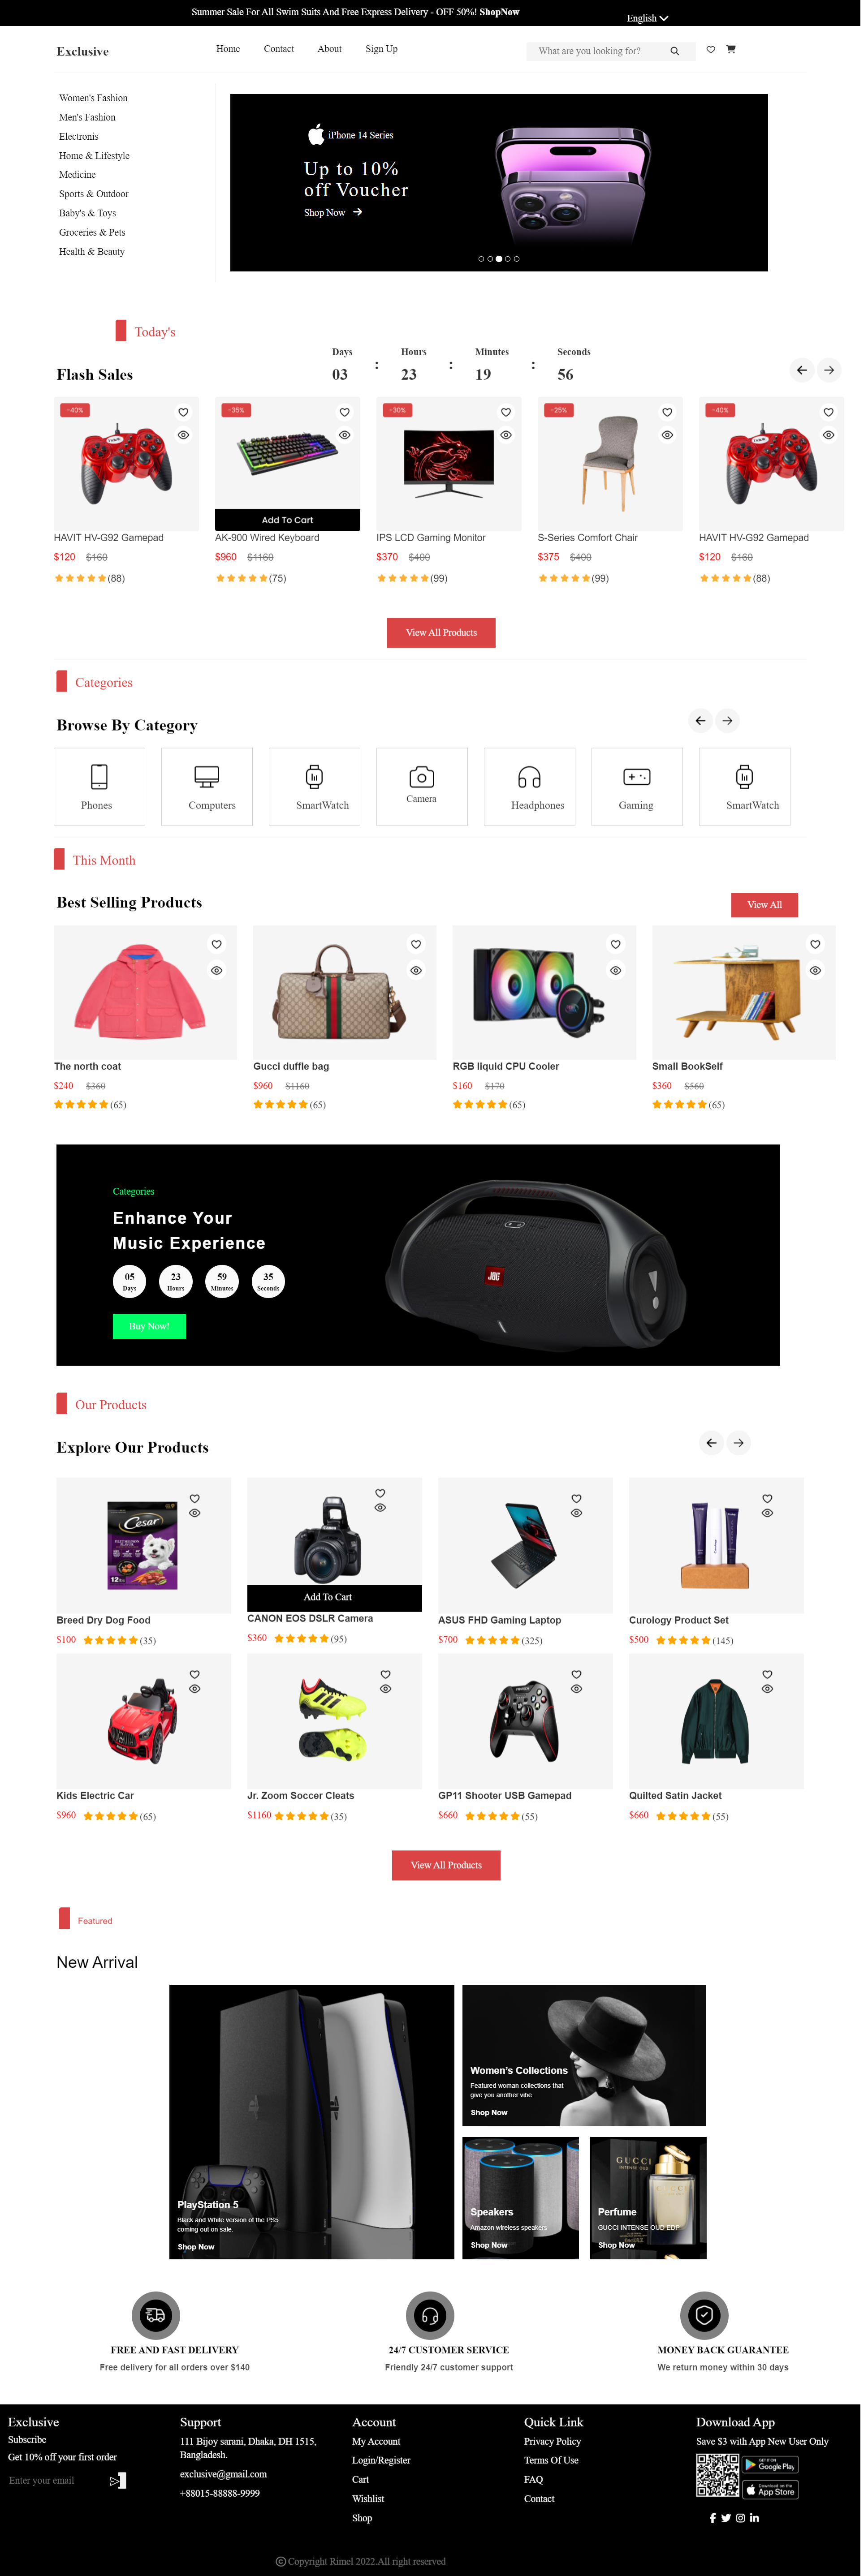 Summer Sale For All Swim Suits And Free Express Delivery - OFF 50%! ShopNow
English
Exclusive
Home
Contact
About
Sign Up
What are you looking for?
Women's Fashion
Men's Fashion
Electronis
Home & Lifestyle
Medicine
Sports & Outdoor
Baby's & Toys
Groceries & Pets
Health & Beauty
iPhone 14 Series
Up to 10%
off Voucher
Shop Now
Today's
Flash Sales
Days
03
:
Hours
23
:
Minutes
19
:
Seconds
56
-40%
-35%
-30%
-25%
-40%
Add To Cart
HAVIT HV-G92 Gamepad
$120 $160
(88)
AK-900 Wired Keyboard
$960 $1160
(75)
IPS LCD Gaming Monitor
$370 $400
(99)
S-Series Comfort Chair
$375 $400
(99)
HAVIT HV-G92 Gamepad
$120 $160
(88)
View All Products
Categories
Browse By Category
Phones
Computers
SmartWatch
Camera
Headphones
Gaming
SmartWatch
This Month
Best Selling Products
View All
The north coat
$240 $360
(65)
Gucci duffle bag
$960 $1160
(65)
RGB liquid CPU Cooler
$160 $170
(65)
Small BookSelf
$360 $560
(65)
Categories
Enhance Your
Music Experience
05
Days
23
Hours
59
Minutes
35
Seconds
Buy Now!
JBG
Our Products
Explore Our Products
Cesar
Breed Dry Dog Food
$100 (35)
Add To Cart
CANON EOS DSLR Camera
$360 (95)
ASUS FHD Gaming Laptop
$700 (325)
Curology Product Set
$500 (145)
Kids Electric Car
$960 (65)
Jr. Zoom Soccer Cleats
$1160 (35)
GP11 Shooter USB Gamepad
$660 (55)
Quilted Satin Jacket
$660 (55)
View All Products
Featured
New Arrival
PlayStation 5
Black and White version of the PS5
coming out on sale.
Shop Now
Women's Collections
Featured woman collections that
give you another vibe.
Shop Now
Speakers
Amazon wireless speakers
Shop Now
GUCCI
INTENSE OUD
Perfume
GUCCI INTENSE OUD EDP
Shop Now
FREE AND FAST DELIVERY
Free delivery for all orders over $140
24/7 CUSTOMER SERVICE
Friendly 24/7 customer support
MONEY BACK GUARANTEE
We return money within 30 days
Exclusive
Subscribe
Get 10% off your first order
Enter your email
Support
111 Bijoy sarani, Dhaka, DH 1515,
Bangladesh.
exclusive@gmail.com
+88015-88888-9999
Account
My Account
Login/Register
Cart
Wishlist
Shop
Quick Link
Privacy Policy
Terms Of Use
FAQ
Contact
Download App
Save $3 with App New User Only
GET IT ON
Google Play
Download on the
App Store
© Copyright Rimel 2022.All right reserved